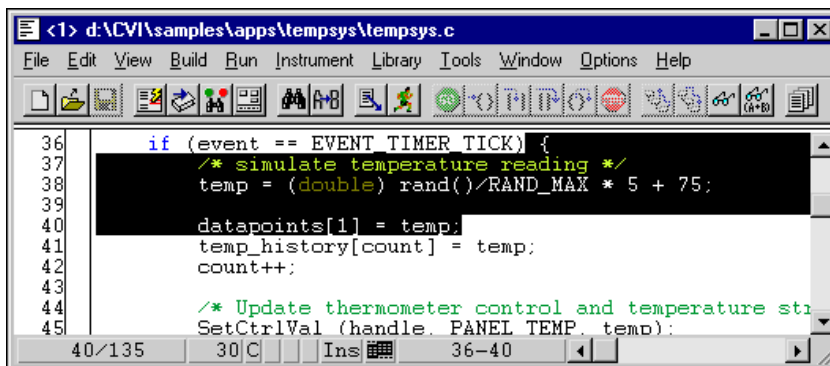 <1> d:\CVI\samples\apps\tempsys\tempsys.c
File Edit View Build Run Instrument Library Tools Window Options Help
36 if (event == EVENT_TIMER_TICK) {
37 /* simulate temperature reading */
38 temp = (double) rand()/RAND_MAX * 5 + 75;
39
40 datapoints[1] = temp;
41 temp_history[count] = temp;
42 count++;
43
44 /* Update thermometer control and temperature str
45 SetCtrlVal (handle, PANEL_TEMP, temp);
40/135 30 C Ins 36-40